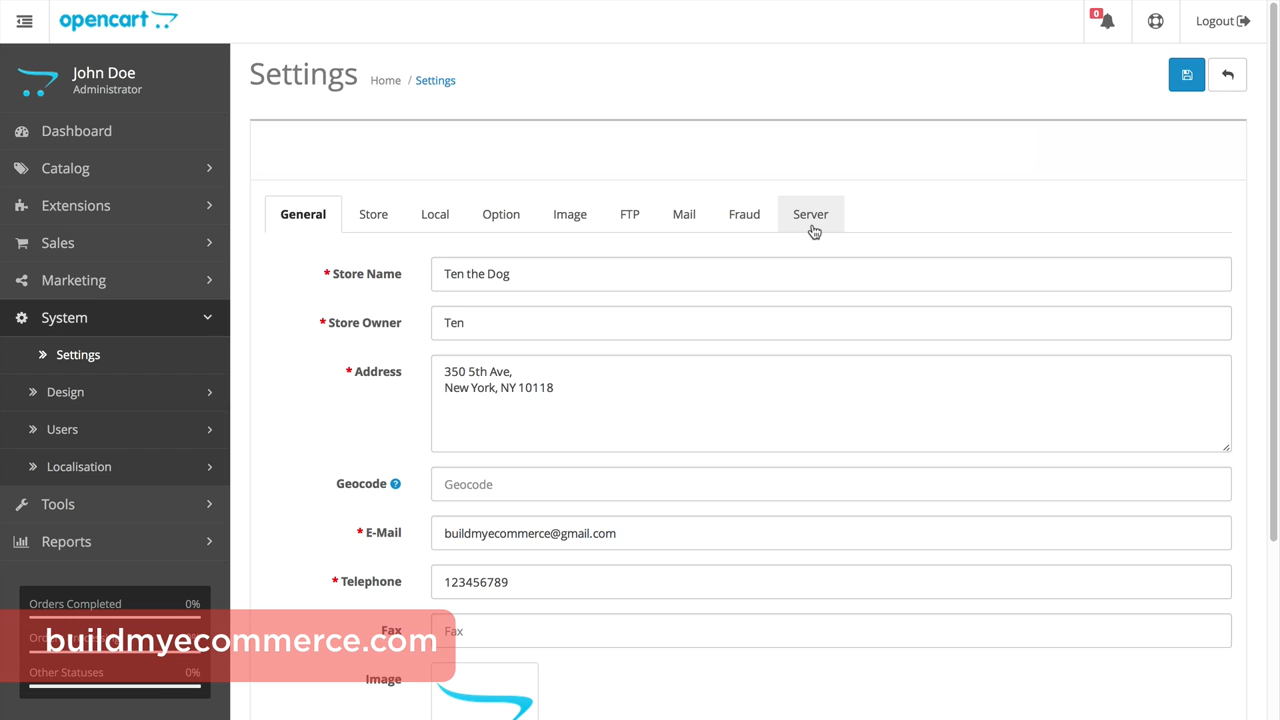 opencart
0
Logout
John Doe
Administrator
Dashboard
Catalog
Extensions
Sales
Marketing
System
Settings
Design
Users
Localisation
Tools
Reports
Orders Completed 0%
Other Statuses 0%
Settings Home / Settings
General Store Local Option Image FTP Mail Fraud Server
* Store Name Ten the Dog
* Store Owner Ten
* Address 350 5th Ave,
New York, NY 10118
Geocode ? Geocode
* E-Mail buildmyecommerce@gmail.com
* Telephone 123456789
Fax Fax
Image
buildmyecommerce.com